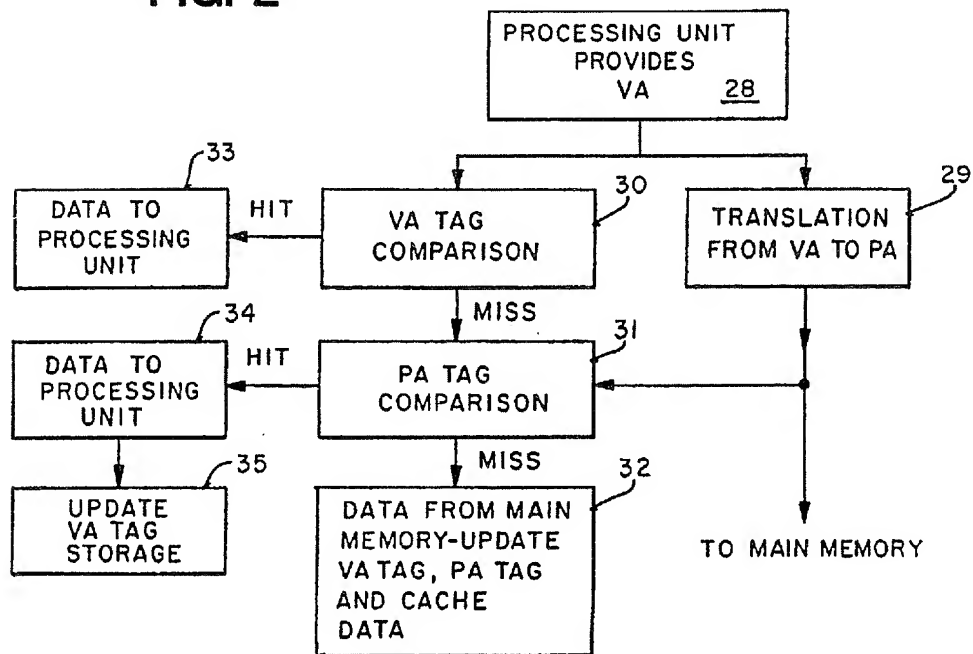 FIG. 2
PROCESSING UNIT
PROVIDES
VA 28
33
DATA TO
PROCESSING
UNIT
HIT
30
VA TAG
COMPARISON
29
TRANSLATION
FROM VA TO PA
MISS
34
DATA TO
PROCESSING
UNIT
HIT
31
PA TAG
COMPARISON
MISS
35
UPDATE
VA TAG
STORAGE
32
DATA FROM MAIN
MEMORY-UPDATE
VA TAG, PA TAG
AND CACHE
DATA
TO MAIN MEMORY